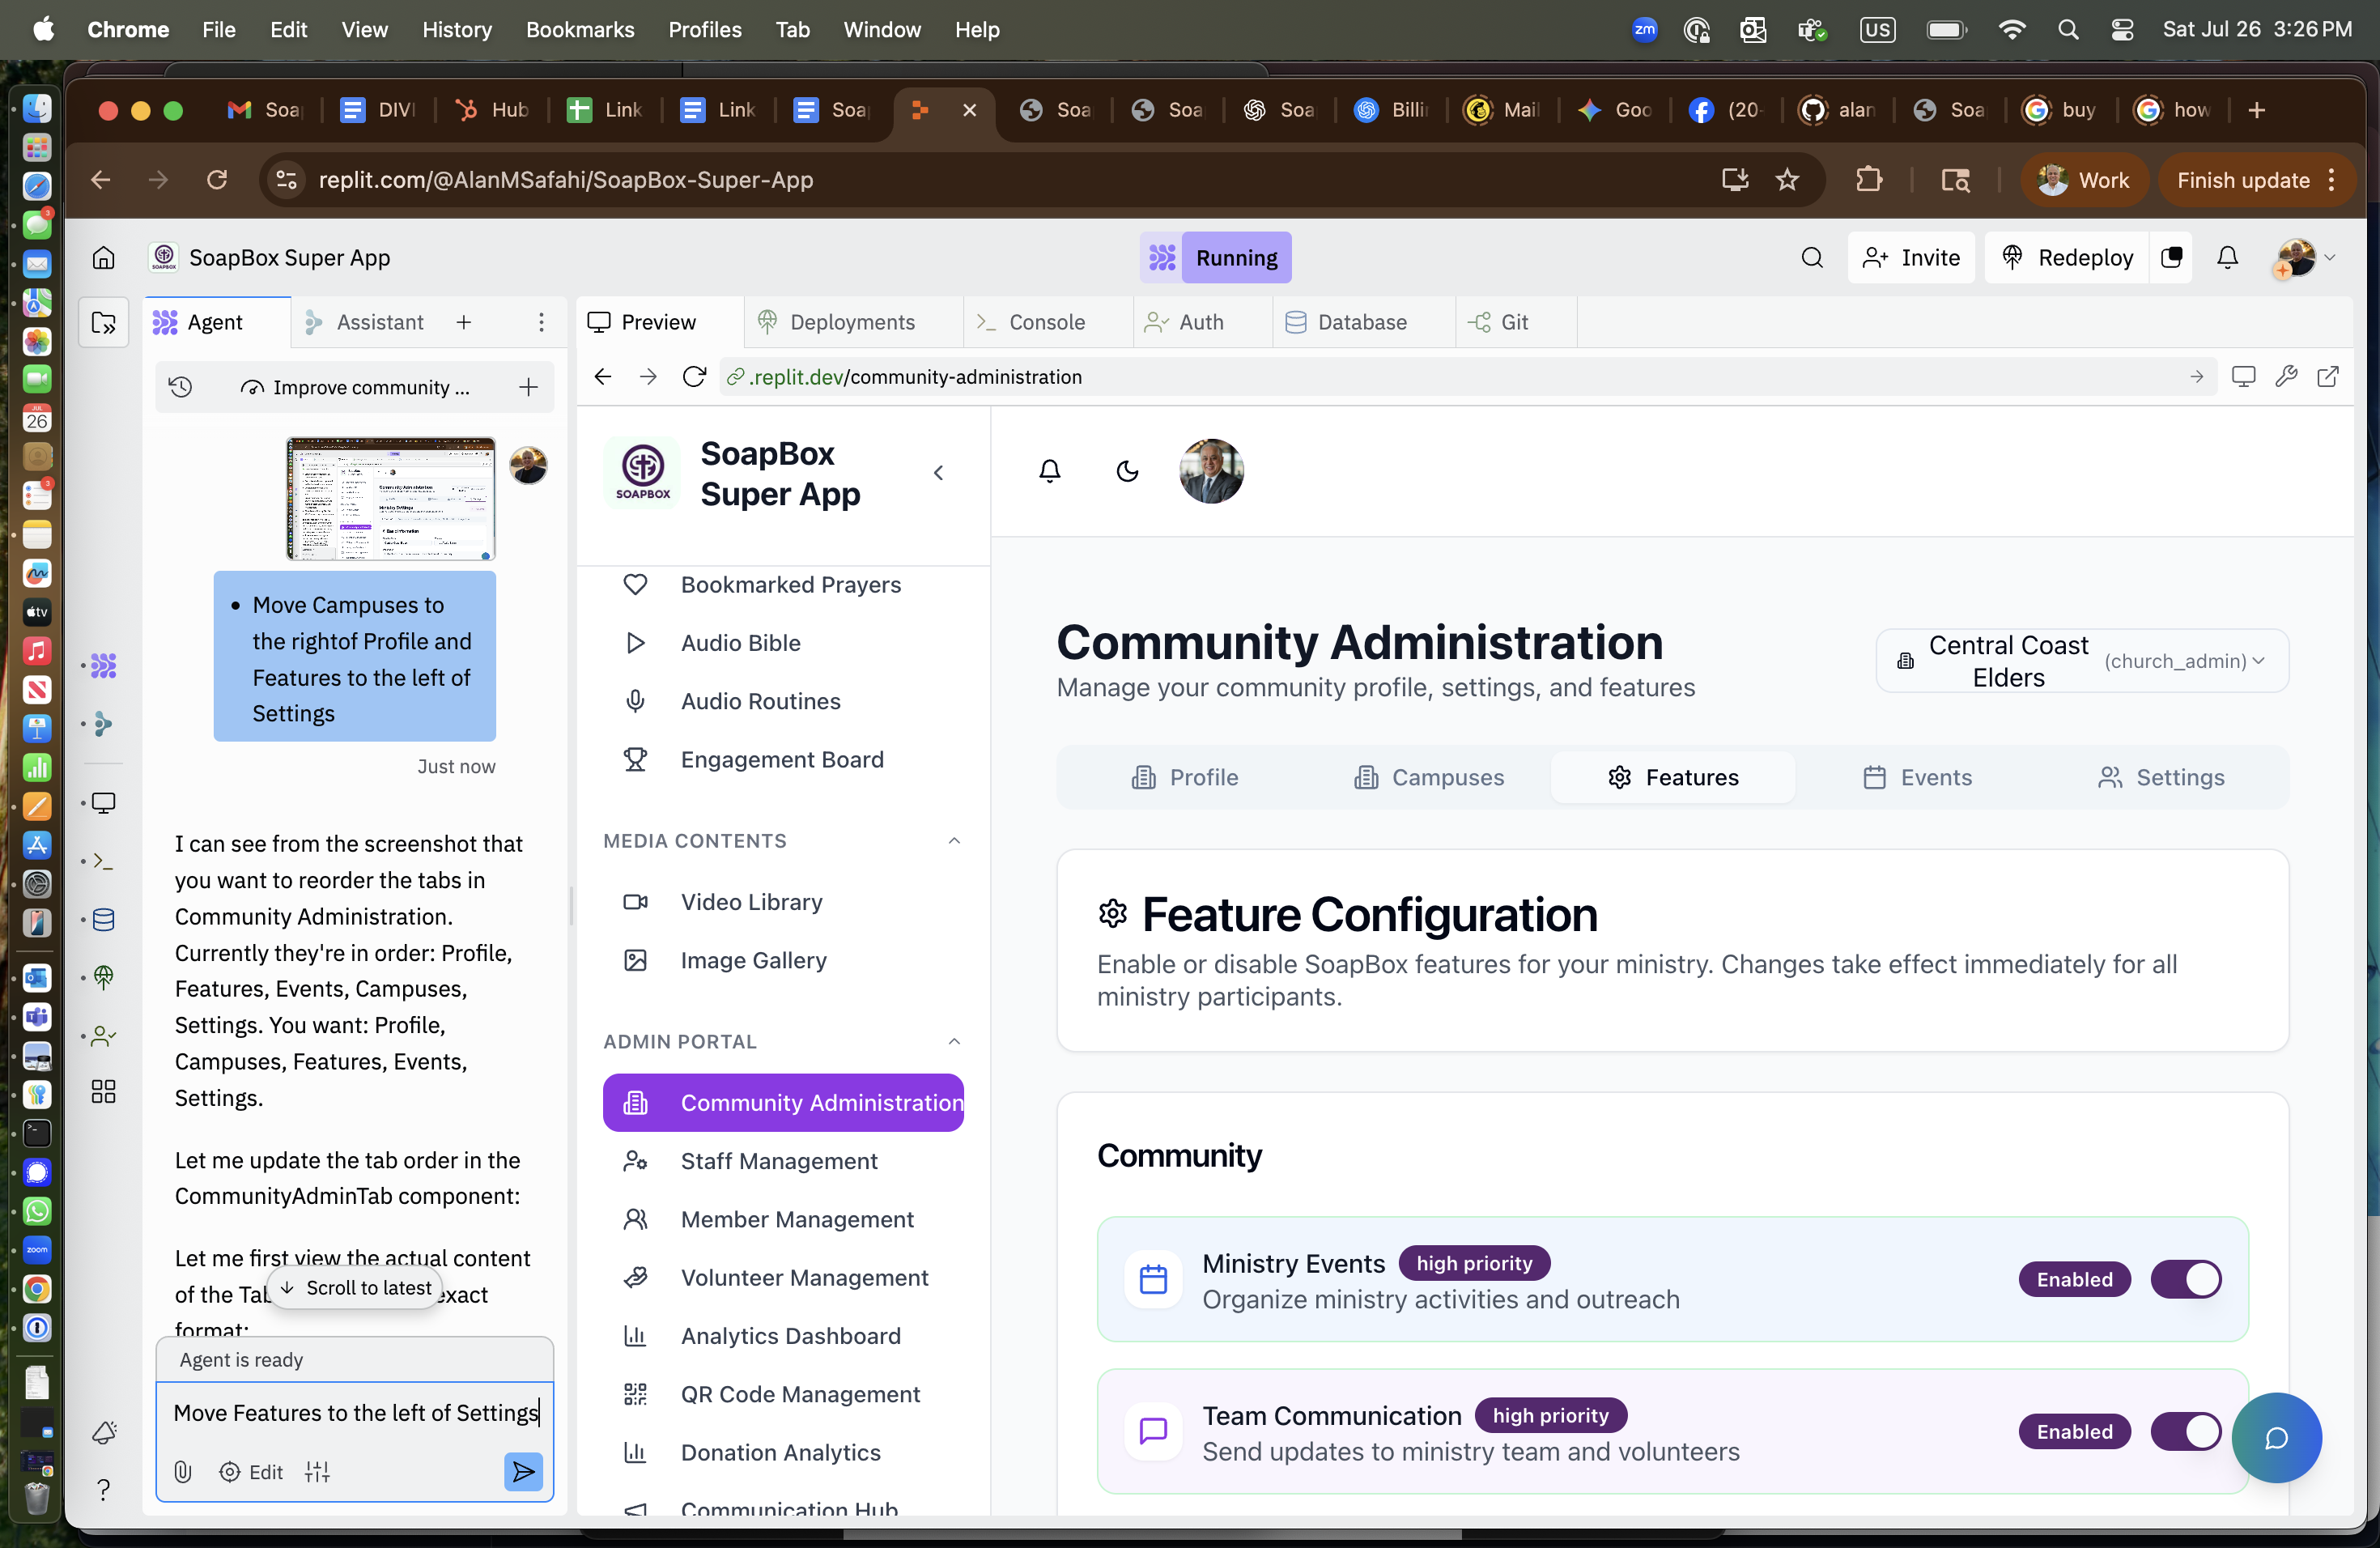 Chrome File Edit View History Bookmarks Profiles Tab Window Help
zm US Sat Jul 26 3:26 PM
Soa DIVI Hub Link Link Soa Soa Soa Soa Billi Mail Goo (20- alan Soa buy how
replit.com/@AlanMSafahi/SoapBox-Super-App
Work Finish update
SoapBox Super App
Running
Invite Redeploy
Agent Assistant
Preview Deployments Console Auth Database Git
Improve community ...
.replit.dev/community-administration
Move Campuses to
the rightof Profile and
Features to the left of
Settings
Just now
I can see from the screenshot that
you want to reorder the tabs in
Community Administration.
Currently they're in order: Profile,
Features, Events, Campuses,
Settings. You want: Profile,
Campuses, Features, Events,
Settings.
Let me update the tab order in the
CommunityAdminTab component:
Let me first view the actual content
of the Tab exact
format:
Scroll to latest
Agent is ready
Move Features to the left of Settings
Edit
SOAPBOX
SoapBox
Super App
Bookmarked Prayers
Audio Bible
Audio Routines
Engagement Board
MEDIA CONTENTS
Video Library
Image Gallery
ADMIN PORTAL
Community Administration
Staff Management
Member Management
Volunteer Management
Analytics Dashboard
QR Code Management
Donation Analytics
Communication Hub
Community Administration
Manage your community profile, settings, and features
Central Coast
Elders
(church_admin)
Profile Campuses Features Events Settings
Feature Configuration
Enable or disable SoapBox features for your ministry. Changes take effect immediately for all
ministry participants.
Community
Ministry Events high priority
Organize ministry activities and outreach
Enabled
Team Communication high priority
Send updates to ministry team and volunteers
Enabled
JUL
26
tv
zoom